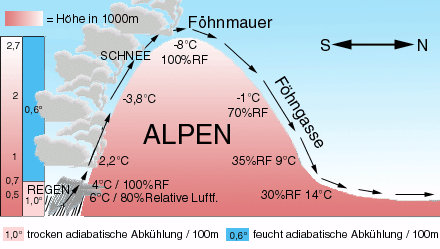 = Höhe in 1000m
Föhnmauer
S N
2,7
SCHNEE
-8°C
100%RF
Föhngasse
2
0,6°
-3,8°C
-1°C
70%RF
ALPEN
1
2,2°C
35%RF 9°C
0,7
REGEN
4°C / 100%RF
0,5
1,0°
6°C / 80%Relative Luftf.
30%RF 14°C
1,0° trocken adiabatische Abkühlung / 100m
0,6° feucht adiabatische Abkühlung / 100m